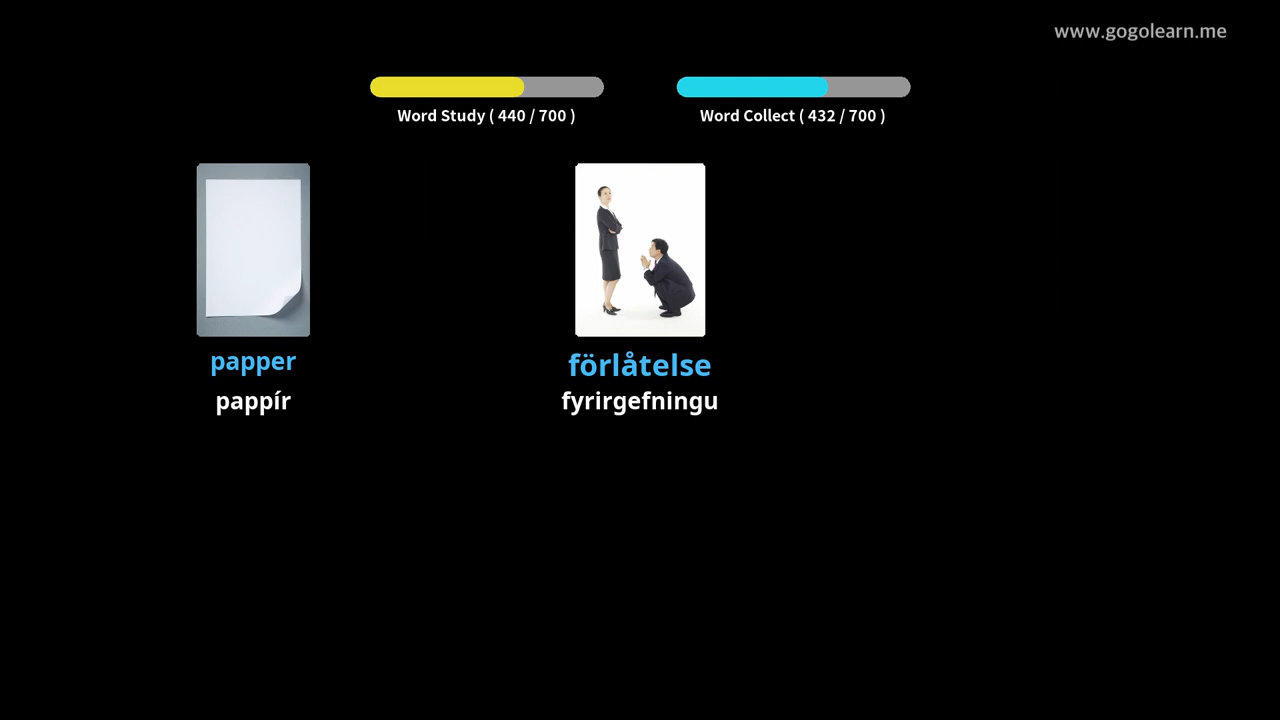 www.gogolearn.me
Word Study ( 440 / 700 )
Word Collect ( 432 / 700 )
papper
pappír
förlåtelse
fyrirgefningu